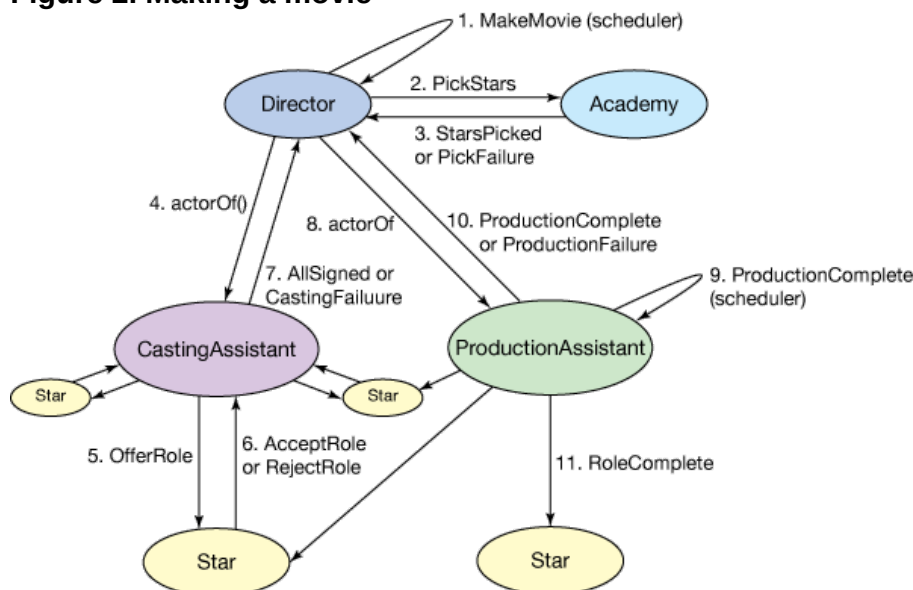 Figure 2. Making a movie
1. MakeMovie (scheduler)
Director
2. PickStars
Academy
3. StarsPicked
or PickFailure
4. actorOf()
8. actorOf
10. ProductionComplete
or ProductionFailure
7. AllSigned or
CastingFailuure
9. ProductionComplete
(scheduler)
CastingAssistant
ProductionAssistant
Star
Star
5. OfferRole
6. AcceptRole
or RejectRole
11. RoleComplete
Star
Star